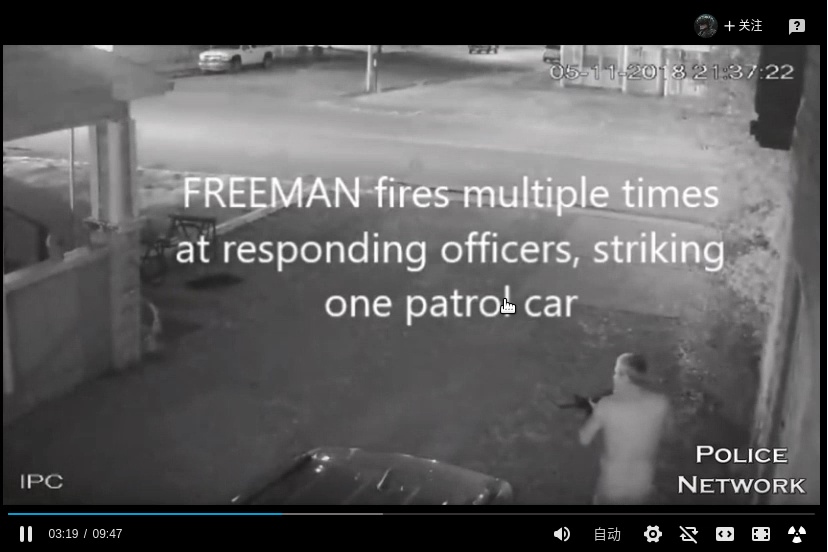 + 关注
05-11-2018 21:37:22
FREEMAN fires multiple times
at responding officers, striking
one patrol car
IPC
POLICE
NETWORK
03:19 / 09:47
自动